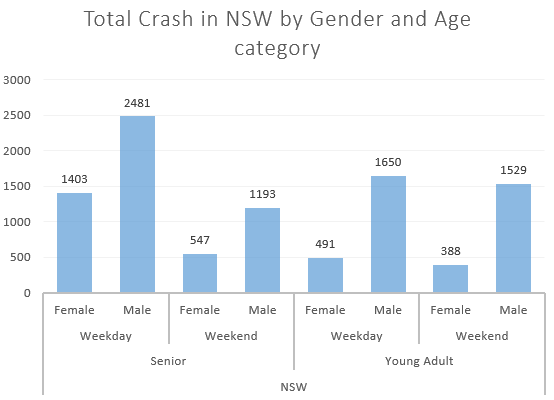 Total Crash in NSW by Gender and Age
category
3000
2500
2000
1500
1000
500
0
1403
2481
547
1193
491
1650
388
1529
Female Male Female Male Female Male Female Male
Weekday Weekend Weekday Weekend
Senior Young Adult
NSW